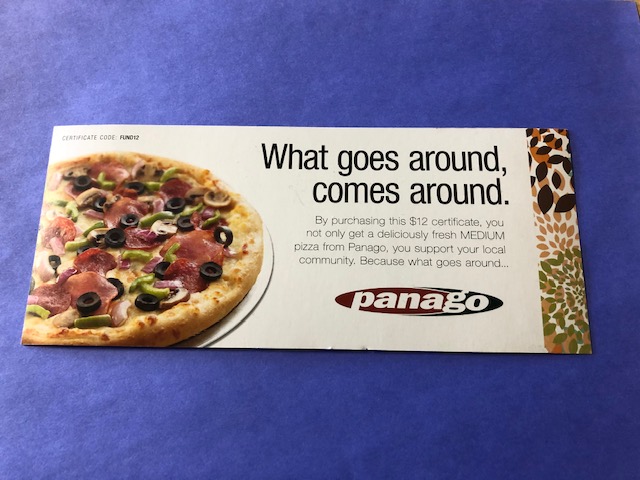 CERTIFICATE CODE: FUND12
What goes around,
comes around.
By purchasing this $12 certificate, you
not only get a deliciously fresh MEDIUM
pizza from Panago, you support your local
community. Because what goes around...
panago